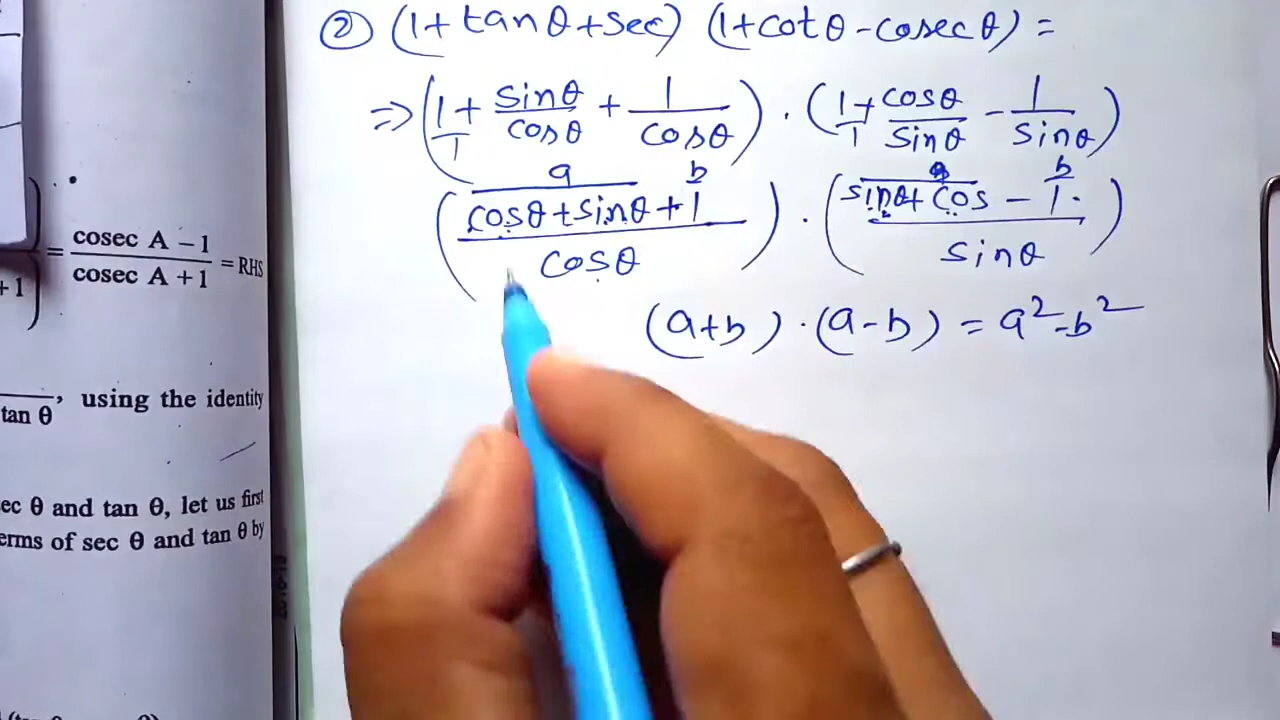 ② (1+tanθ+sec) (1+cotθ-cosecθ) =
⇒ (1/1 + sinθ/cosθ + 1/cosθ) . (1/1 + cosθ/sinθ - 1/sinθ)
a b a b
(cosθ+sinθ+1/cosθ) . (sinθ+cos-1./sinθ)
(a+b).(a-b) = a²-b²
+1) = cosec A – 1/cosec A + 1 = RHS
tan θ, using the identity
ec θ and tan θ, let us first
erms of sec θ and tan θ by